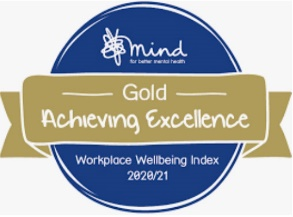 mind
for better mental health
Gold
Achieving Excellence
Workplace Wellbeing Index
2020/21